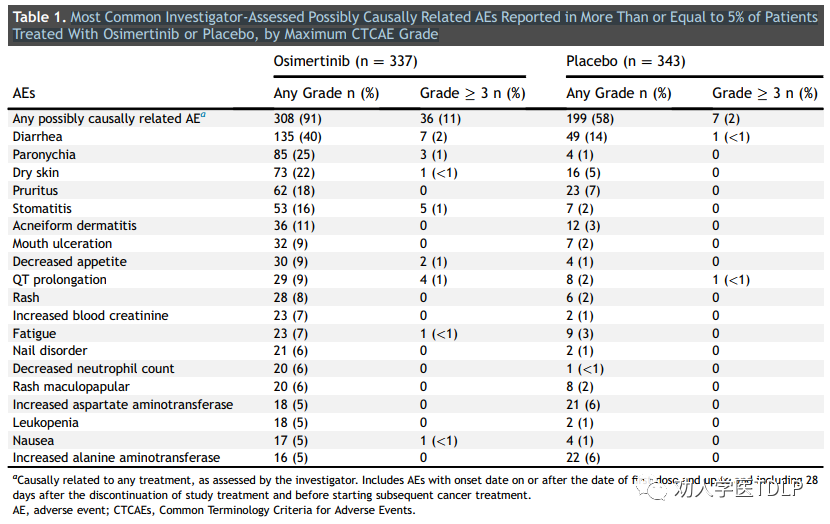 Table 1. Most Common Investigator-Assessed Possibly Causally Related AEs Reported in More Than or Equal to 5% of Patients
Treated With Osimertinib or Placebo, by Maximum CTCAE Grade
Osimertinib (n = 337) Placebo (n = 343)
AEs Any Grade n (%) Grade ≥ 3 n (%) Any Grade n (%) Grade ≥ 3 n (%)
Any possibly causally related AEa 308 (91) 36 (11) 199 (58) 7 (2)
Diarrhea 135 (40) 7 (2) 49 (14) 1 (<1)
Paronychia 85 (25) 3 (1) 4 (1) 0
Dry skin 73 (22) 1 (<1) 16 (5) 0
Pruritus 62 (18) 0 23 (7) 0
Stomatitis 53 (16) 5 (1) 7 (2) 0
Acneiform dermatitis 36 (11) 0 12 (3) 0
Mouth ulceration 32 (9) 0 7 (2) 0
Decreased appetite 30 (9) 2 (1) 4 (1) 0
QT prolongation 29 (9) 4 (1) 8 (2) 1 (<1)
Rash 28 (8) 0 6 (2) 0
Increased blood creatinine 23 (7) 0 2 (1) 0
Fatigue 23 (7) 1 (<1) 9 (3) 0
Nail disorder 21 (6) 0 2 (1) 0
Decreased neutrophil count 20 (6) 0 1 (<1) 0
Rash maculopapular 20 (6) 0 8 (2) 0
Increased aspartate aminotransferase 18 (5) 0 21 (6) 0
Leukopenia 18 (5) 0 2 (1) 0
Nausea 17 (5) 1 (<1) 4 (1) 0
Increased alanine aminotransferase 16 (5) 0 22 (6) 0
aCausally related to any treatment, as assessed by the investigator. Includes AEs with onset date on or after the date of first dose and up to and including 28
days after the discontinuation of study treatment and before starting subsequent cancer treatment.
AE, adverse event; CTCAEs, Common Terminology Criteria for Adverse Events.
劝人学医TDLP